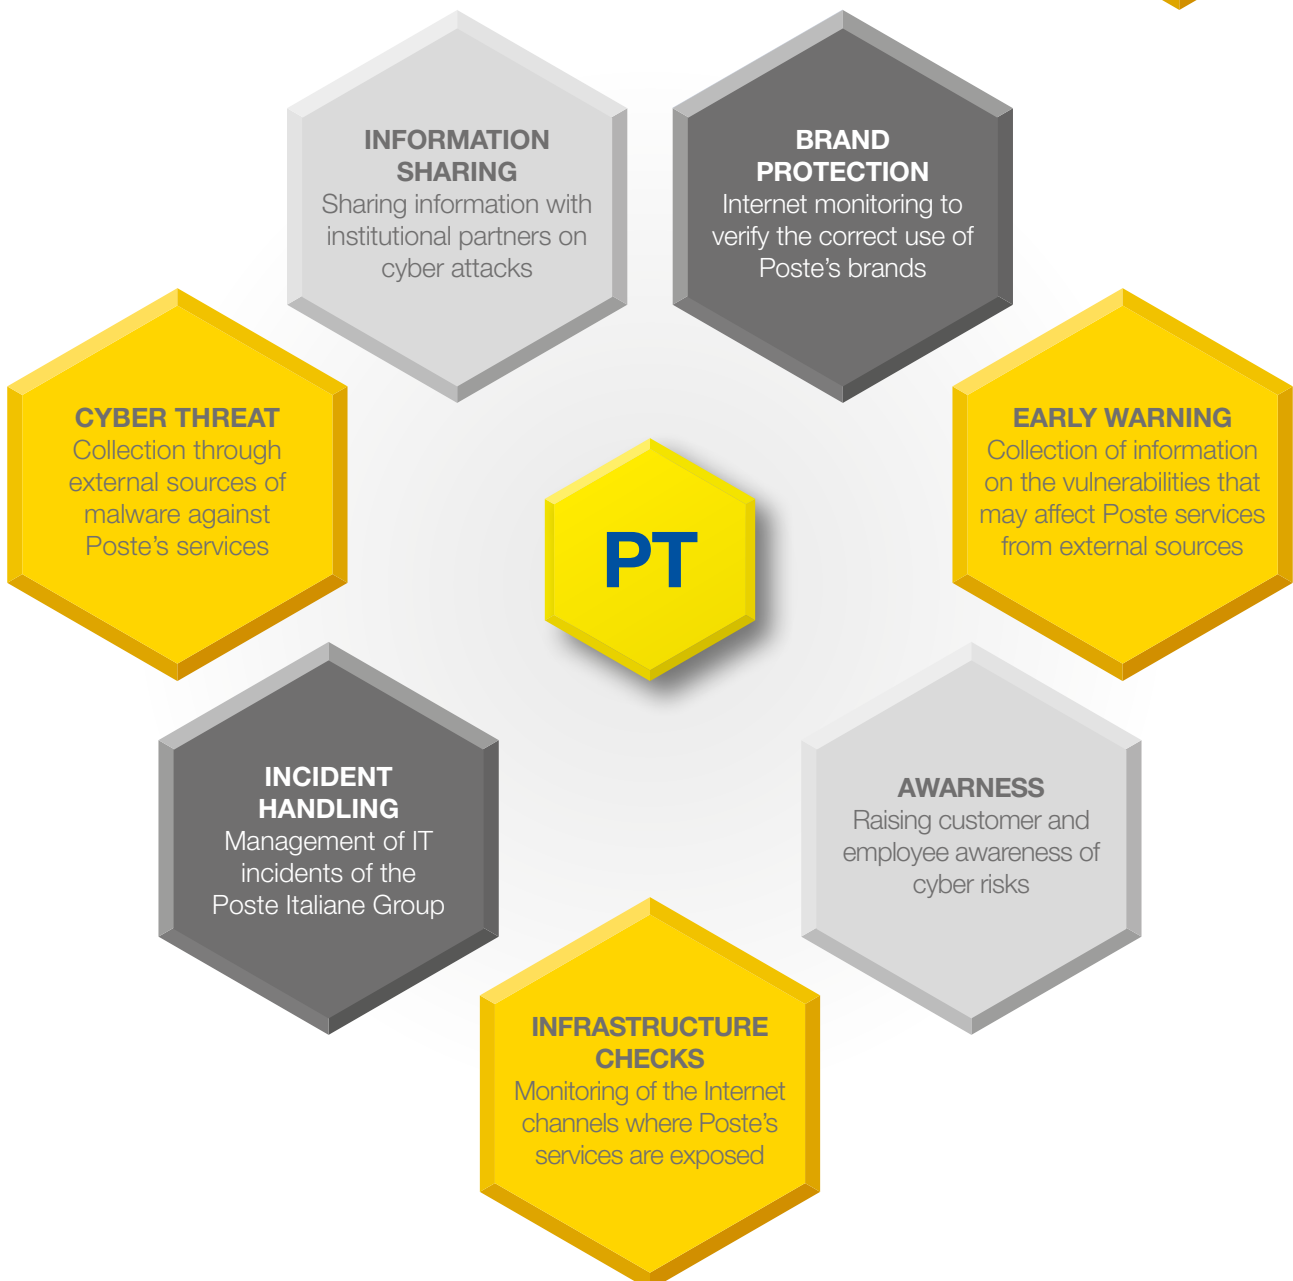 INFORMATION
SHARING
Sharing information with
institutional partners on
cyber attacks
BRAND
PROTECTION
Internet monitoring to
verify the correct use of
Poste's brands
CYBER THREAT
Collection through
external sources of
malware against
Poste's services
EARLY WARNING
Collection of information
on the vulnerabilities that
may affect Poste services
from external sources
PT
INCIDENT
HANDLING
Management of IT
incidents of the
Poste Italiane Group
AWARNESS
Raising customer and
employee awareness of
cyber risks
INFRASTRUCTURE
CHECKS
Monitoring of the Internet
channels where Poste's
services are exposed